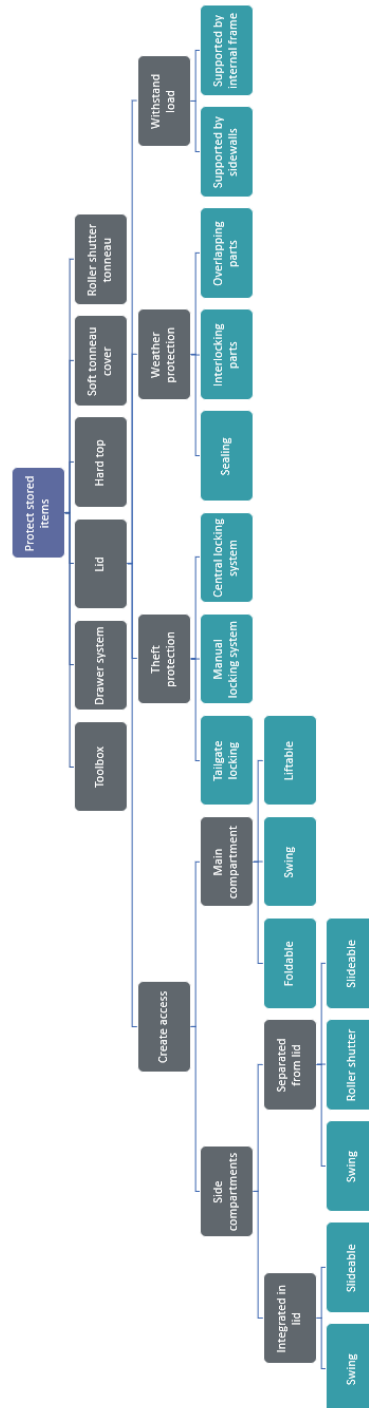 Protect stored
items
Toolbox
Drawer system
Lid
Hard top
Soft tonneau
cover
Roller shutter
tonneau
Create access
Theft
protection
Weather
protection
Withstand
load
Side
compartments
Main
compartment
Tailgate
locking
Manual
locking system
Central locking
system
Sealing
Interlocking
parts
Overlapping
parts
Supported by
sidewalls
Supported by
internal frame
Integrated in
lid
Separated
from lid
Foldable
Swing
Liftable
Swing
Slideable
Swing
Roller shutter
Slideable